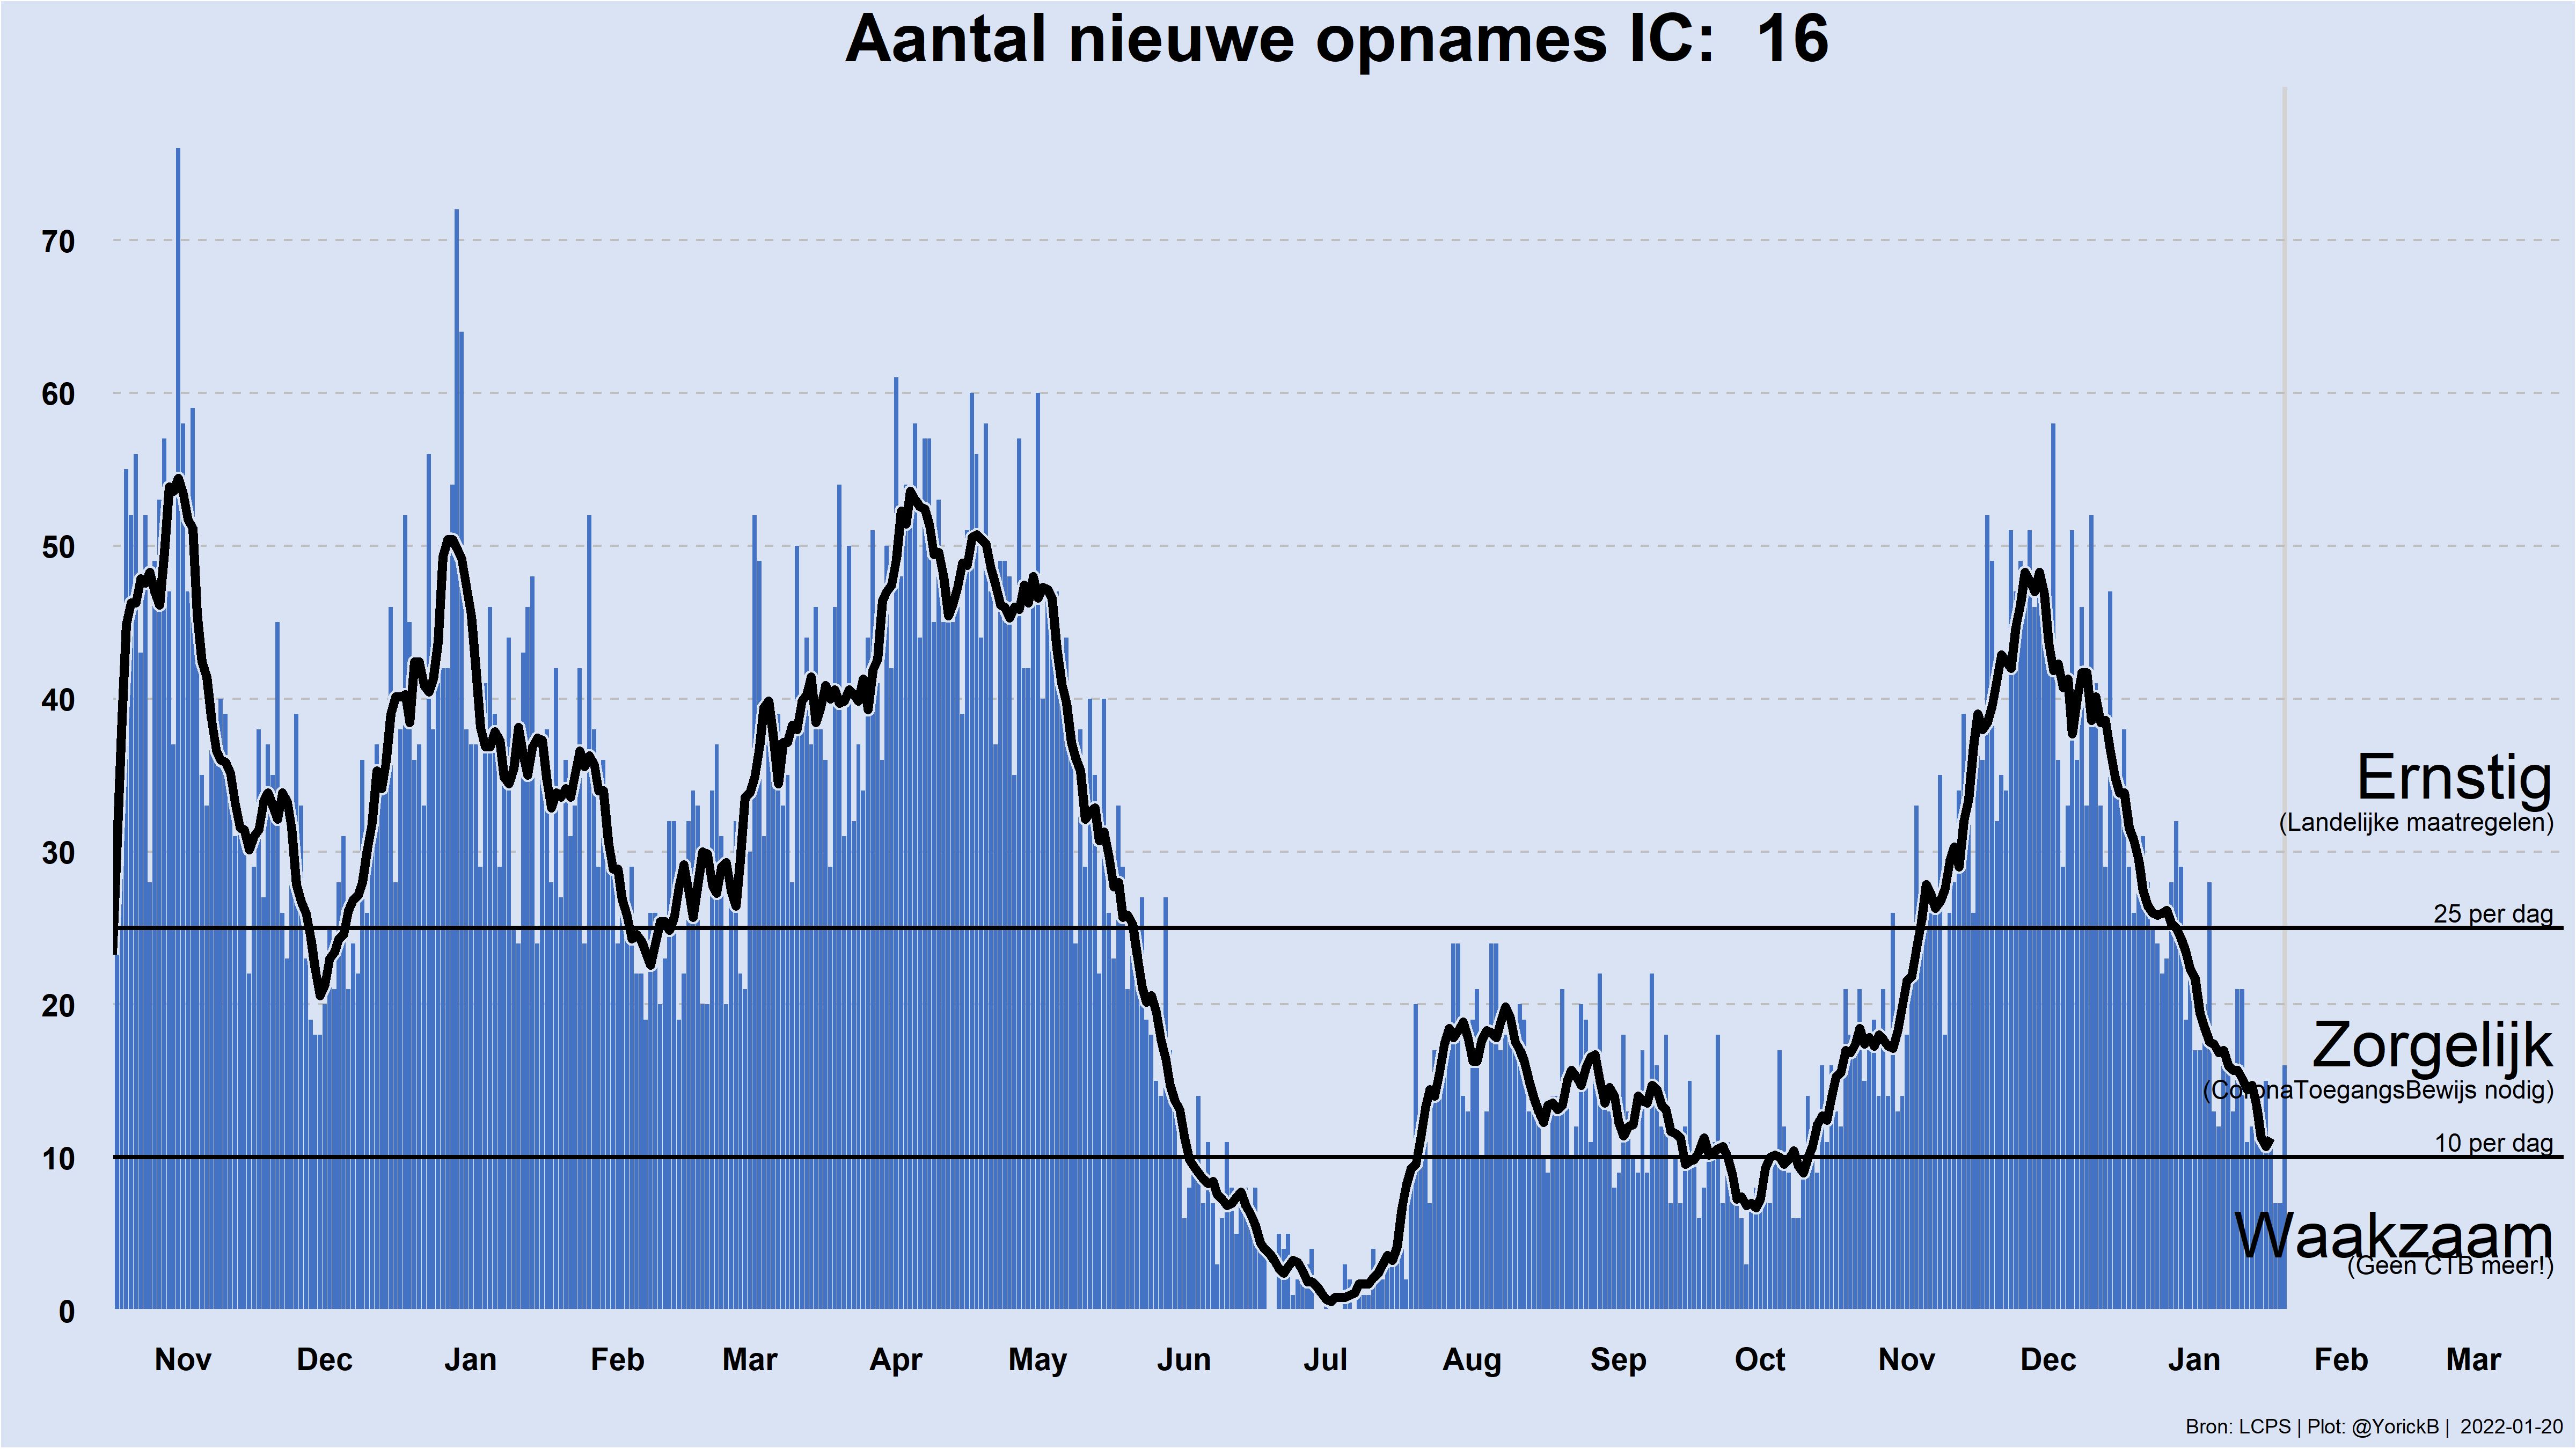 Aantal nieuwe opnames IC: 16
70
60
50
40
30
20
10
0
Ernstig
(Landelijke maatregelen)
25 per dag
Zorgelijk
(CoronaToegangsBewijs nodig)
10 per dag
Waakzaam
(Geen CTB meer!)
Nov Dec Jan Feb Mar Apr May Jun Jul Aug Sep Oct Nov Dec Jan Feb Mar
Bron: LCPS | Plot: @YorickB | 2022-01-20